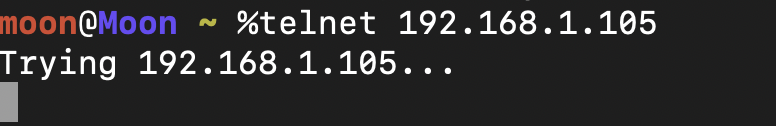 moon@Moon ~ %telnet 192.168.1.105
Trying 192.168.1.105...